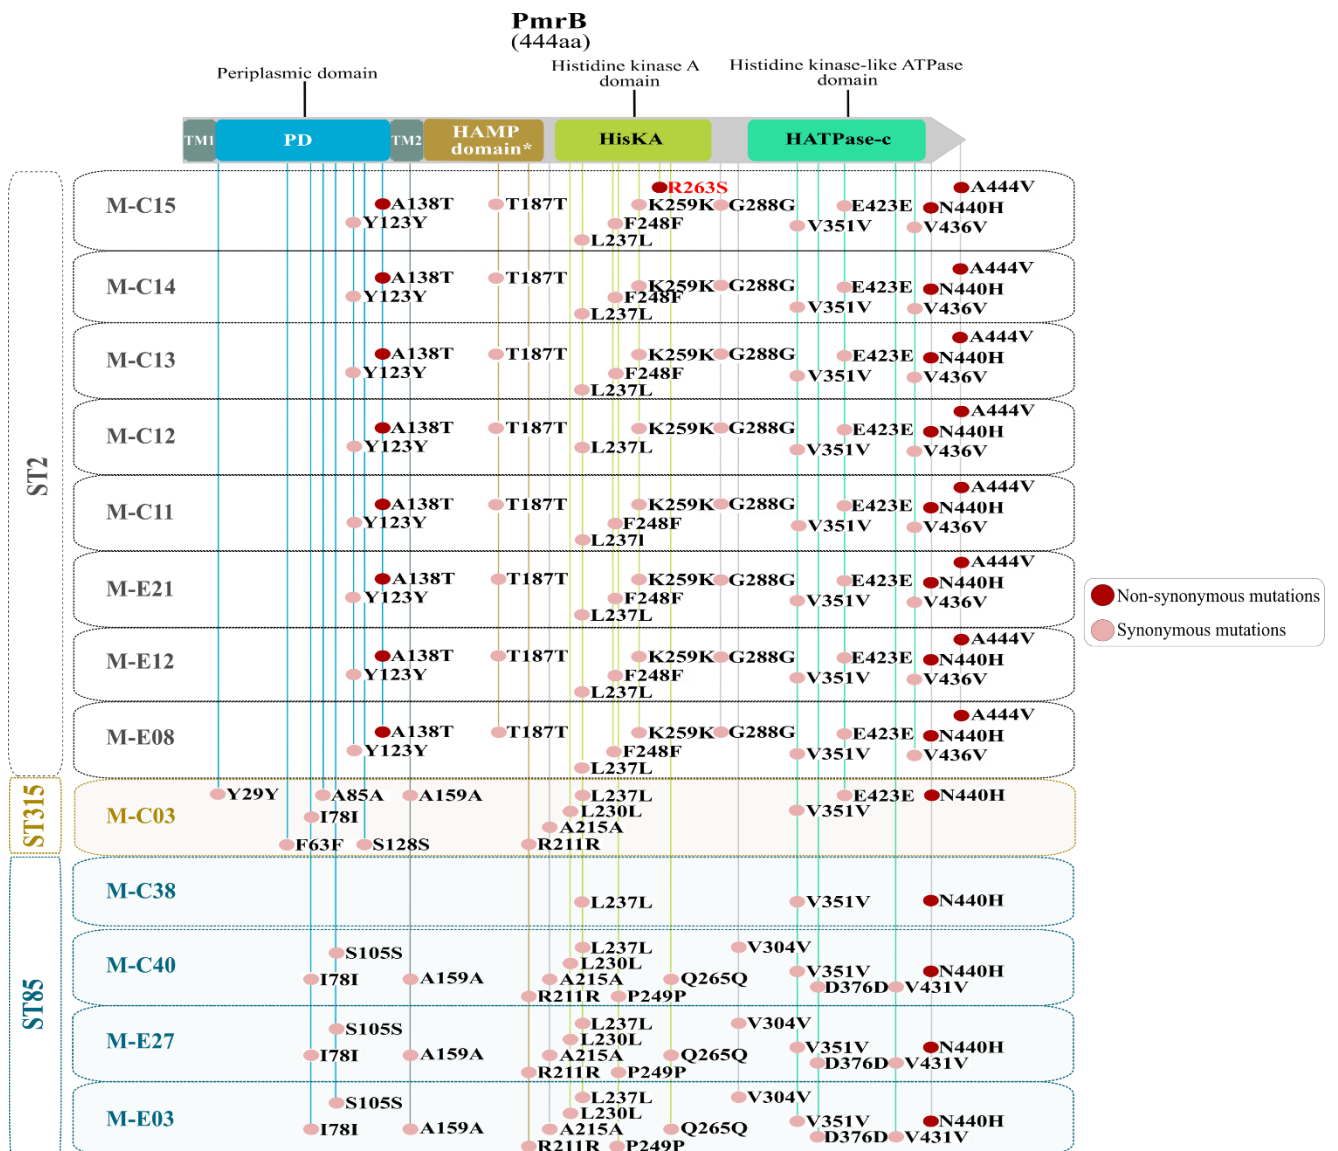 PmrB
(444aa)
Periplasmic domain
Histidine kinase A
domain
Histidine kinase-like ATPase
domain
TM1
PD
TM2
HAMP
domain*
HisKA
HATPase-c
ST2
M-C15
R263S
A444V
A138T
T187T
K259K
G288G
E423E
N440H
Y123Y
F248F
V351V
V436V
L237L
M-C14
A444V
A138T
T187T
K259K
G288G
E423E
N440H
Y123Y
F248F
V351V
V436V
L237L
M-C13
A444V
A138T
T187T
K259K
G288G
E423E
N440H
Y123Y
F248F
V351V
V436V
L237L
M-C12
A444V
A138T
T187T
K259K
G288G
E423E
N440H
Y123Y
L237L
V351V
V436V
M-C11
A444V
A138T
T187T
K259K
G288G
E423E
N440H
Y123Y
F248F
V351V
V436V
L237l
M-E21
A444V
A138T
T187T
K259K
G288G
E423E
N440H
Y123Y
F248F
V351V
V436V
L237L
M-E12
A444V
A138T
T187T
K259K
G288G
E423E
N440H
Y123Y
F248F
V351V
V436V
L237L
M-E08
A444V
A138T
T187T
K259K
G288G
E423E
N440H
Y123Y
F248F
V351V
V436V
L237L
ST315
M-C03
Y29Y
A85A
A159A
L237L
E423E
N440H
I78I
L230L
V351V
A215A
F63F
S128S
R211R
ST85
M-C38
L237L
V351V
N440H
M-C40
S105S
L237L
V304V
L230L
V351V
N440H
I78I
A159A
A215A
Q265Q
D376D
V431V
R211R
P249P
M-E27
S105S
L237L
V304V
L230L
V351V
N440H
I78I
A159A
A215A
Q265Q
D376D
V431V
R211R
P249P
M-E03
S105S
L237L
V304V
L230L
V351V
N440H
I78I
A159A
A215A
Q265Q
D376D
V431V
R211R
P249P
Non-synonymous mutations
Synonymous mutations